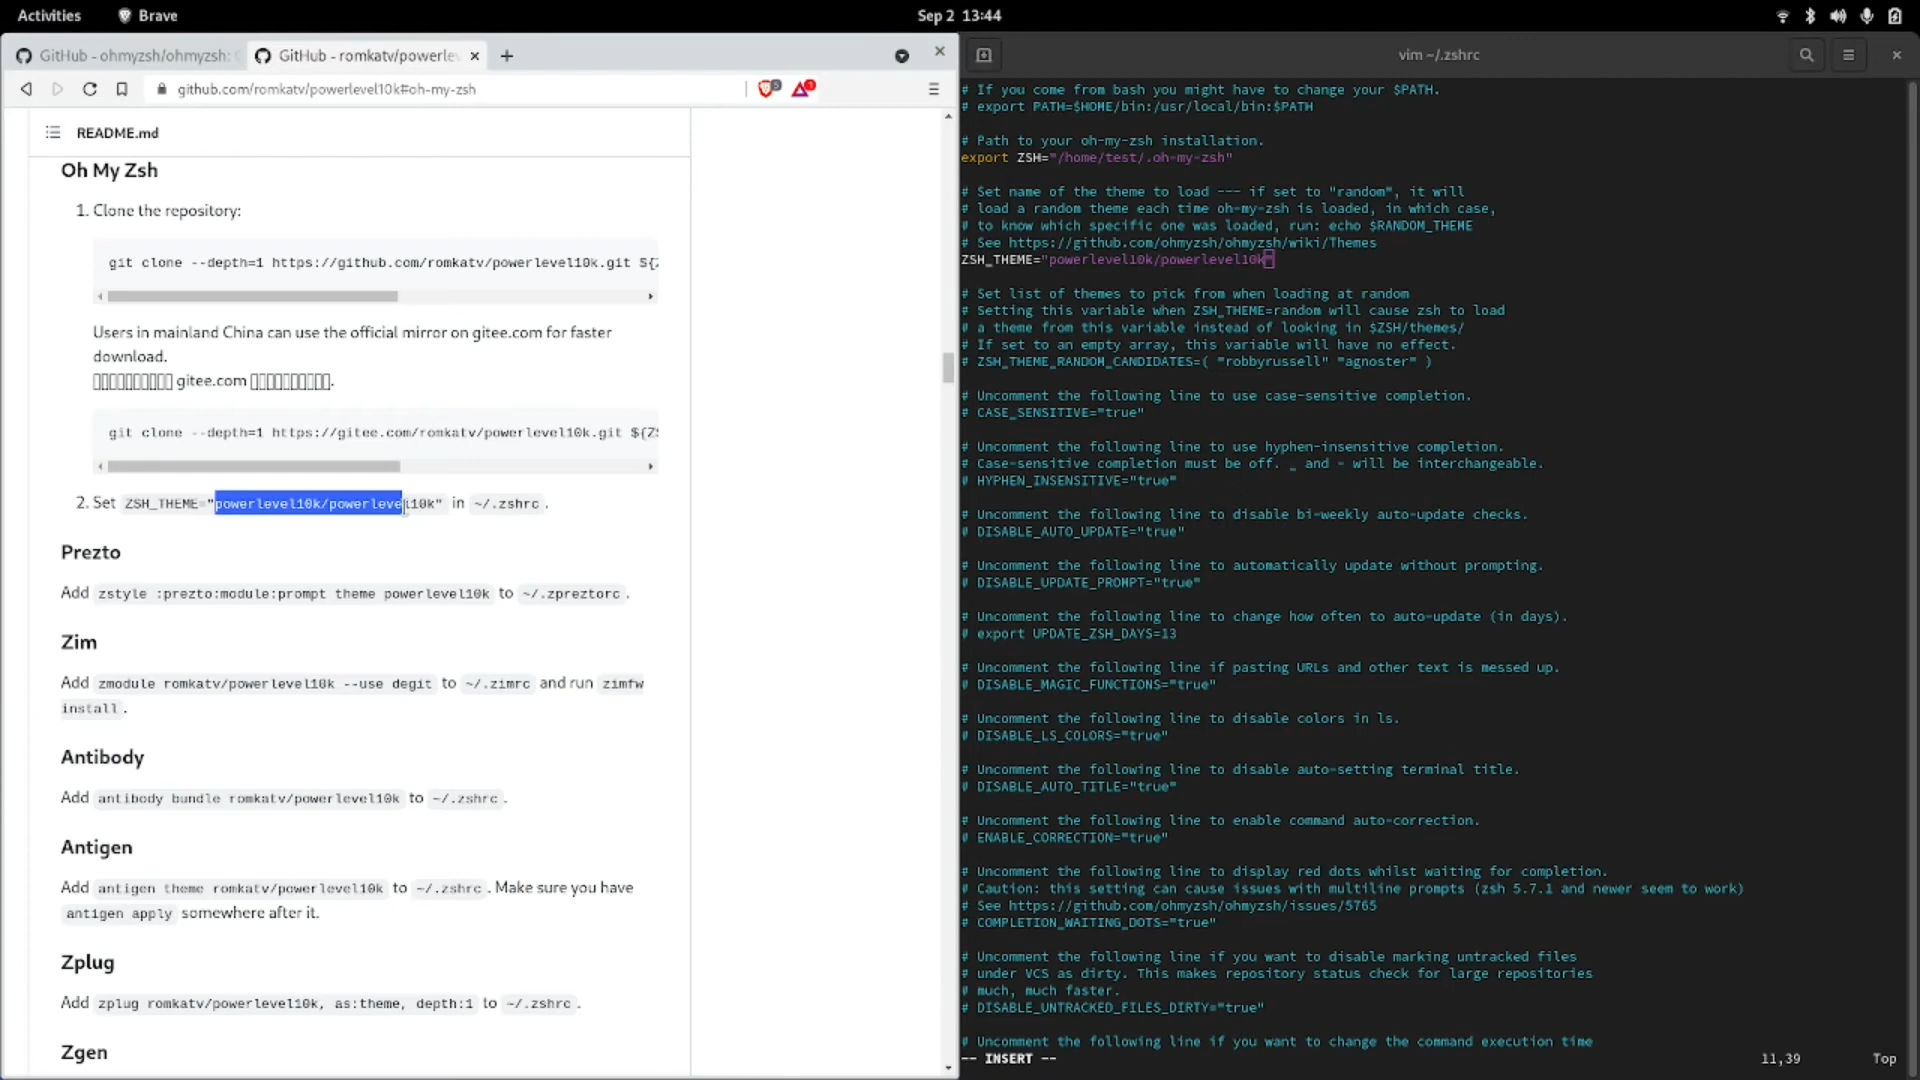 Activities
Brave
Sep 2 13:44
GitHub - ohmyzsh/ohmyzsh:
GitHub - romkatv/powerlev
github.com/romkatv/powerlevel10k#oh-my-zsh
README.md
Oh My Zsh
1. Clone the repository:
git clone --depth=1 https://github.com/romkatv/powerlevel10k.git ${Z
Users in mainland China can use the official mirror on gitee.com for faster
download.
gitee.com
git clone --depth=1 https://gitee.com/romkatv/powerlevel10k.git ${ZS
2. Set ZSH_THEME="powerlevel10k/powerlevel10k" in ~/.zshrc .
Prezto
Add zstyle :prezto:module:prompt theme powerlevel10k to ~/.zpreztorc .
Zim
Add zmodule romkatv/powerlevel10k --use degit to ~/.zimrc and run zimfw
install .
Antibody
Add antibody bundle romkatv/powerlevel10k to ~/.zshrc .
Antigen
Add antigen theme romkatv/powerlevel10k to ~/.zshrc . Make sure you have
antigen apply somewhere after it.
Zplug
Add zplug romkatv/powerlevel10k, as:theme, depth:1 to ~/.zshrc .
Zgen
vim ~/.zshrc
# If you come from bash you might have to change your $PATH.
# export PATH=$HOME/bin:/usr/local/bin:$PATH
# Path to your oh-my-zsh installation.
export ZSH="/home/test/.oh-my-zsh"
# Set name of the theme to load --- if set to "random", it will
# load a random theme each time oh-my-zsh is loaded, in which case,
# to know which specific one was loaded, run: echo $RANDOM_THEME
# See https://github.com/ohmyzsh/ohmyzsh/wiki/Themes
ZSH_THEME="powerlevel10k/powerlevel10k"
# Set list of themes to pick from when loading at random
# Setting this variable when ZSH_THEME=random will cause zsh to load
# a theme from this variable instead of looking in $ZSH/themes/
# If set to an empty array, this variable will have no effect.
# ZSH_THEME_RANDOM_CANDIDATES=( "robbyrussell" "agnoster" )
# Uncomment the following line to use case-sensitive completion.
# CASE_SENSITIVE="true"
# Uncomment the following line to use hyphen-insensitive completion.
# Case-sensitive completion must be off. _ and - will be interchangeable.
# HYPHEN_INSENSITIVE="true"
# Uncomment the following line to disable bi-weekly auto-update checks.
# DISABLE_AUTO_UPDATE="true"
# Uncomment the following line to automatically update without prompting.
# DISABLE_UPDATE_PROMPT="true"
# Uncomment the following line to change how often to auto-update (in days).
# export UPDATE_ZSH_DAYS=13
# Uncomment the following line if pasting URLs and other text is messed up.
# DISABLE_MAGIC_FUNCTIONS="true"
# Uncomment the following line to disable colors in ls.
# DISABLE_LS_COLORS="true"
# Uncomment the following line to disable auto-setting terminal title.
# DISABLE_AUTO_TITLE="true"
# Uncomment the following line to enable command auto-correction.
# ENABLE_CORRECTION="true"
# Uncomment the following line to display red dots whilst waiting for completion.
# Caution: this setting can cause issues with multiline prompts (zsh 5.7.1 and newer seem to work)
# See https://github.com/ohmyzsh/ohmyzsh/issues/5765
# COMPLETION_WAITING_DOTS="true"
# Uncomment the following line if you want to disable marking untracked files
# under VCS as dirty. This makes repository status check for large repositories
# much, much faster.
# DISABLE_UNTRACKED_FILES_DIRTY="true"
# Uncomment the following line if you want to change the command execution time
-- INSERT --
11,39
Top